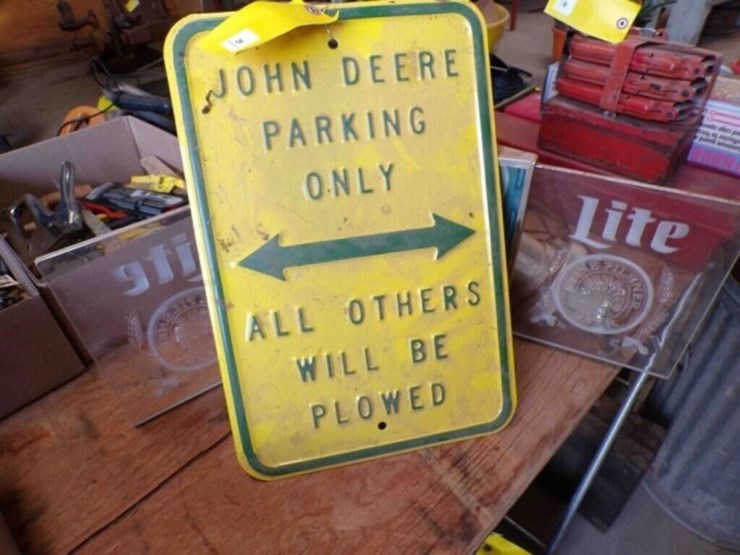 JOHN DEERE
PARKING
ONLY
ALL OTHERS
WILL BE
PLOWED
Lite